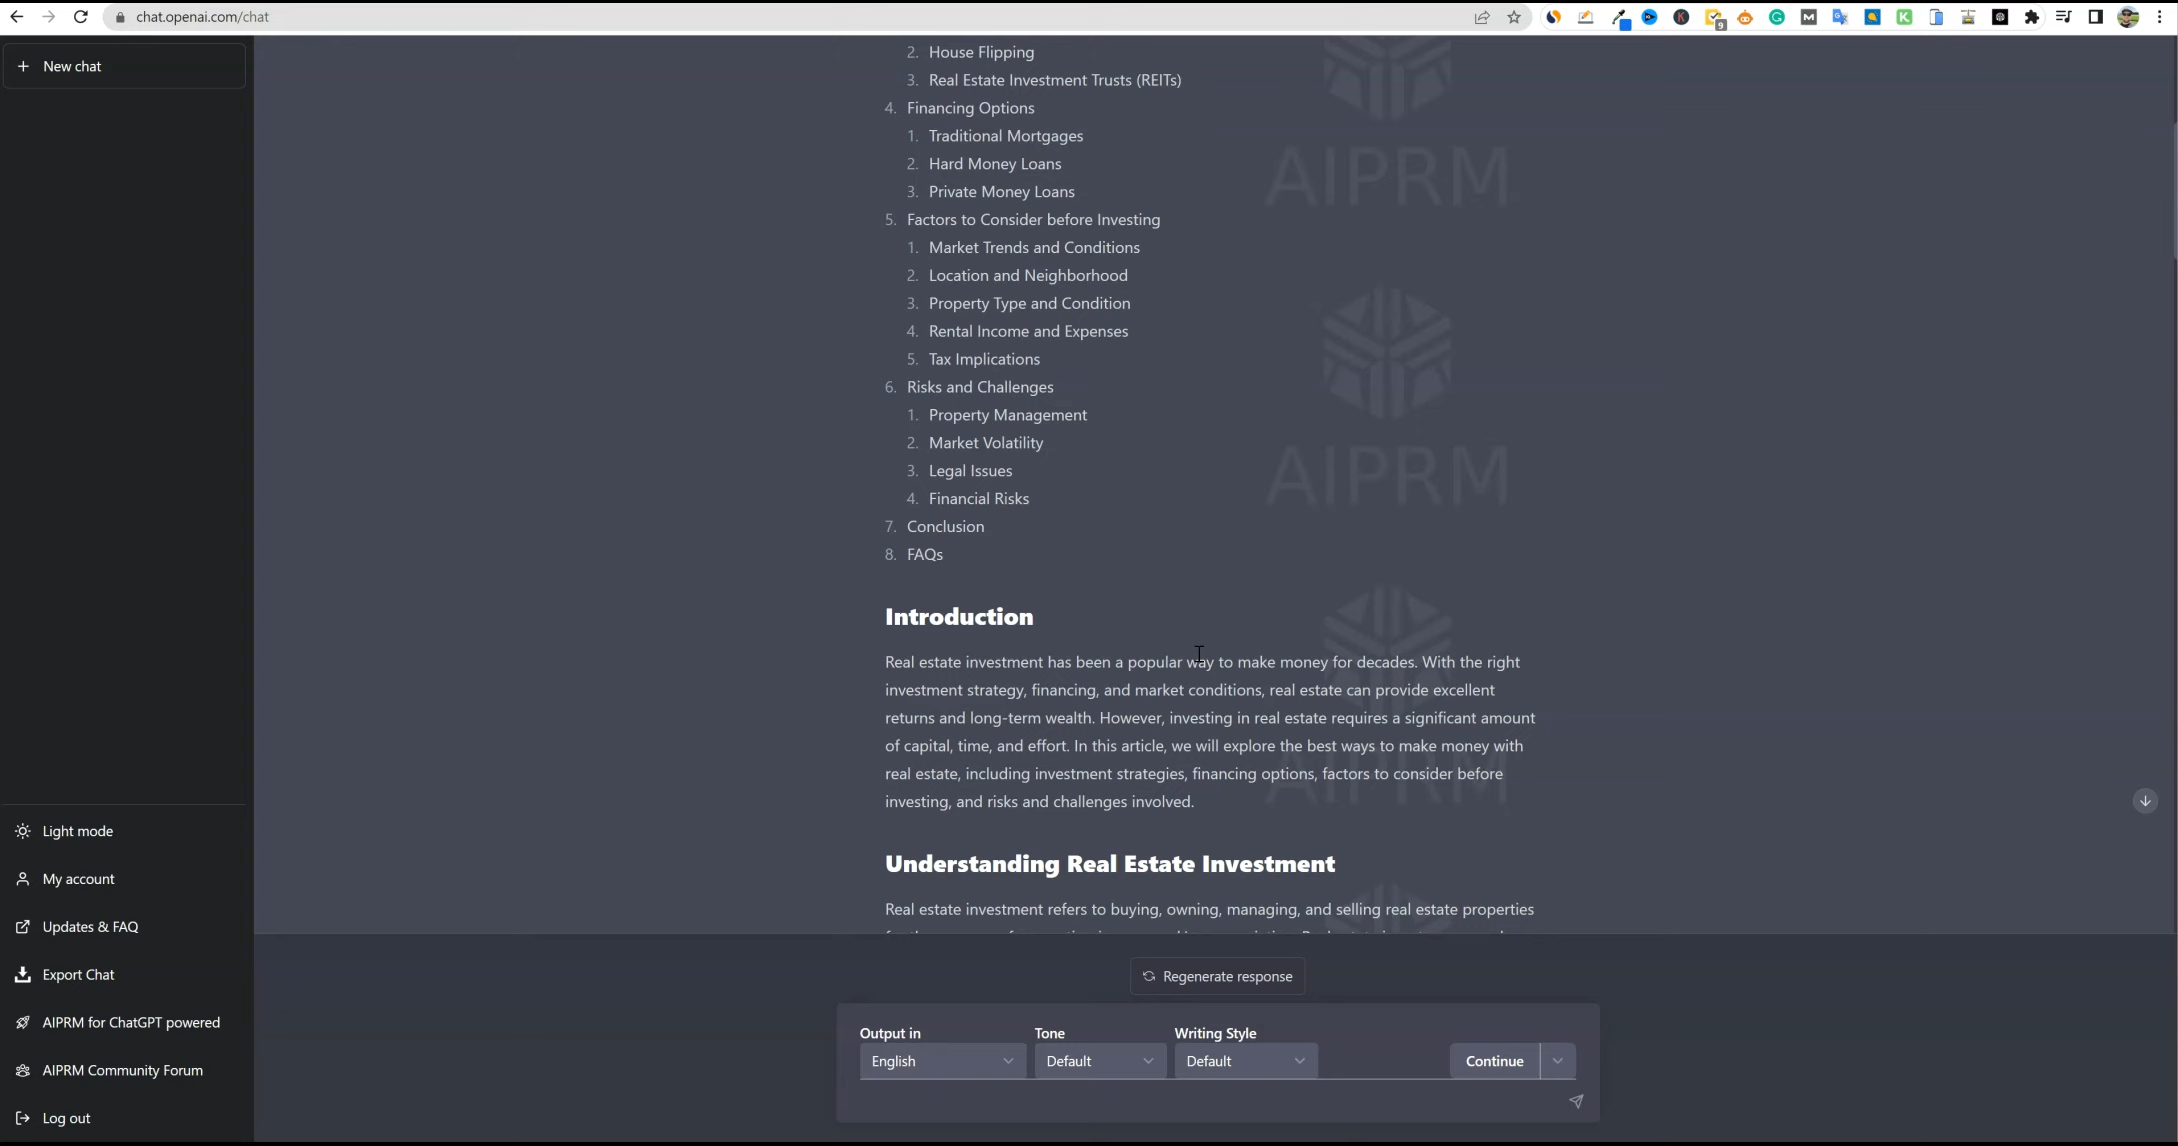 chat.openai.com/chat
9
New chat
2. House Flipping
3. Real Estate Investment Trusts (REITs)
4. Financing Options
1. Traditional Mortgages
2. Hard Money Loans
3. Private Money Loans
5. Factors to Consider before Investing
1. Market Trends and Conditions
2. Location and Neighborhood
3. Property Type and Condition
4. Rental Income and Expenses
5. Tax Implications
6. Risks and Challenges
1. Property Management
2. Market Volatility
3. Legal Issues
4. Financial Risks
7. Conclusion
8. FAQs
AIPRM
AIPRM
AIPRM
Introduction
Real estate investment has been a popular way to make money for decades. With the right
investment strategy, financing, and market conditions, real estate can provide excellent
returns and long-term wealth. However, investing in real estate requires a significant amount
of capital, time, and effort. In this article, we will explore the best ways to make money with
real estate, including investment strategies, financing options, factors to consider before
investing, and risks and challenges involved.
Understanding Real Estate Investment
Real estate investment refers to buying, owning, managing, and selling real estate properties
Light mode
My account
Updates & FAQ
Export Chat
AIPRM for ChatGPT powered
AIPRM Community Forum
Log out
Regenerate response
Output in Tone Writing Style
English Default Default Continue